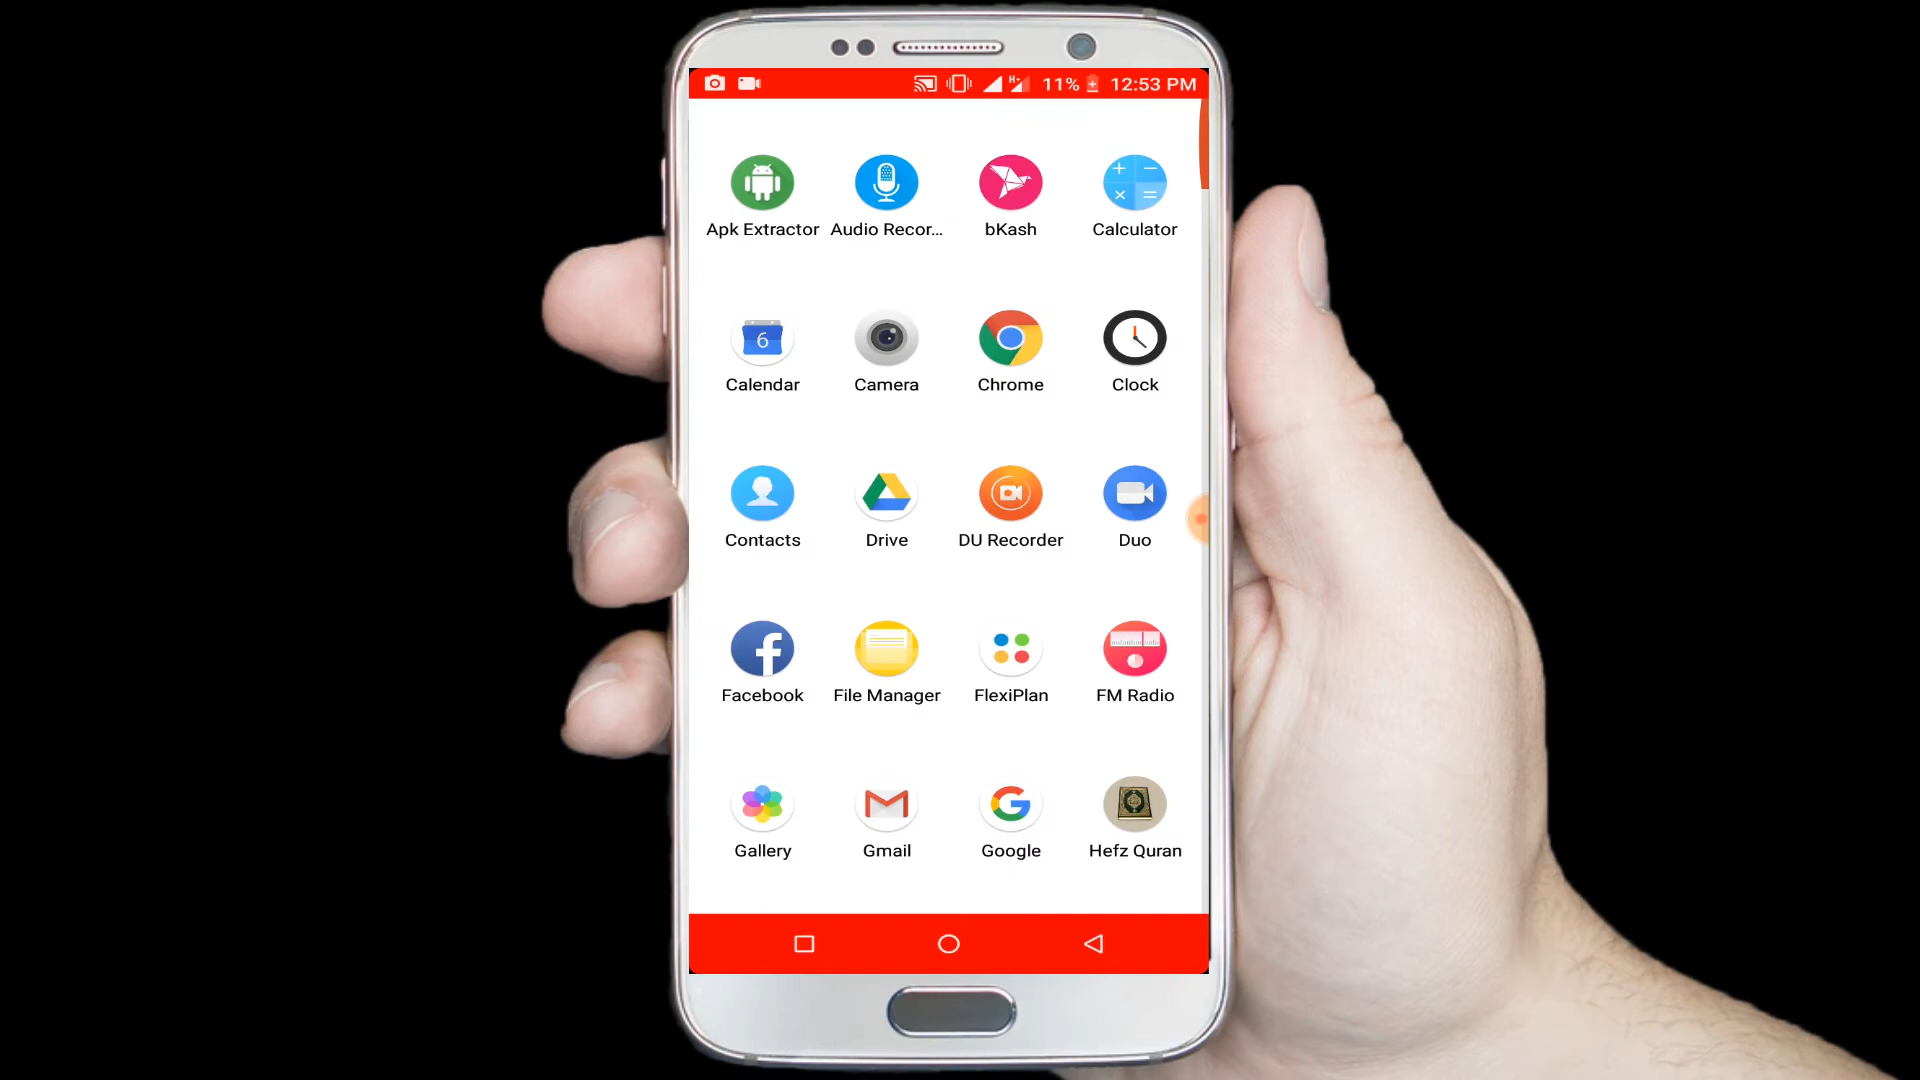 H+ 11% 12:53 PM
Apk Extractor Audio Recor... bKash Calculator
6
Calendar Camera Chrome Clock
Contacts Drive DU Recorder Duo
Facebook File Manager FlexiPlan FM Radio
Gallery Gmail Google Hefz Quran